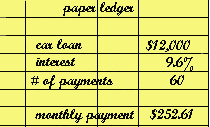 paper ledger
car loan $12,000
interest 9.6%
# of payments 60
monthly payment $252.61